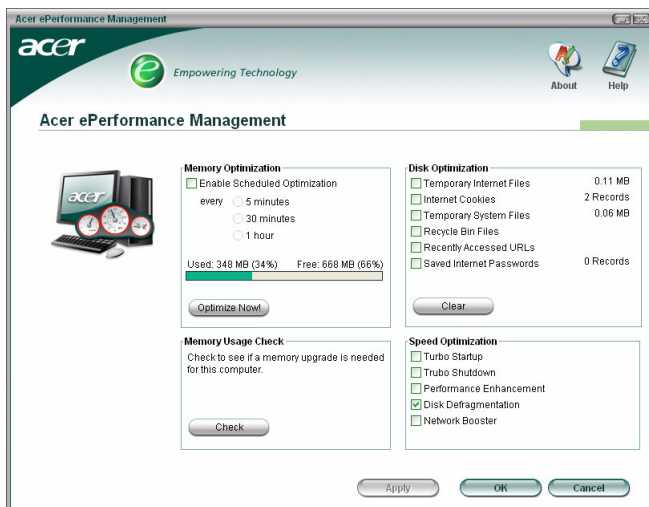 Acer ePerformance Management
acer
e Empowering Technology
About Help
Acer ePerformance Management
acer
Memory Optimization
Enable Scheduled Optimization
every 5 minutes
30 minutes
1 hour
Used: 348 MB (34%) Free: 668 MB (66%)
Optimize Now!
Disk Optimization
Temporary Internet Files 0.11 MB
Internet Cookies 2 Records
Temporary System Files 0.06 MB
Recycle Bin Files
Recently Accessed URLs
Saved Internet Passwords 0 Records
Clear
Memory Usage Check
Check to see if a memory upgrade is needed
for this computer.
Check
Speed Optimization
Turbo Startup
Trubo Shutdown
Performance Enhancement
Disk Defragmentation
Network Booster
Apply OK Cancel